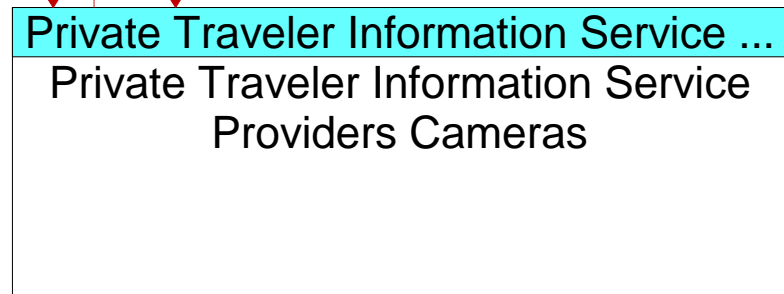 Private Traveler Information Service ...
Private Traveler Information Service
Providers Cameras